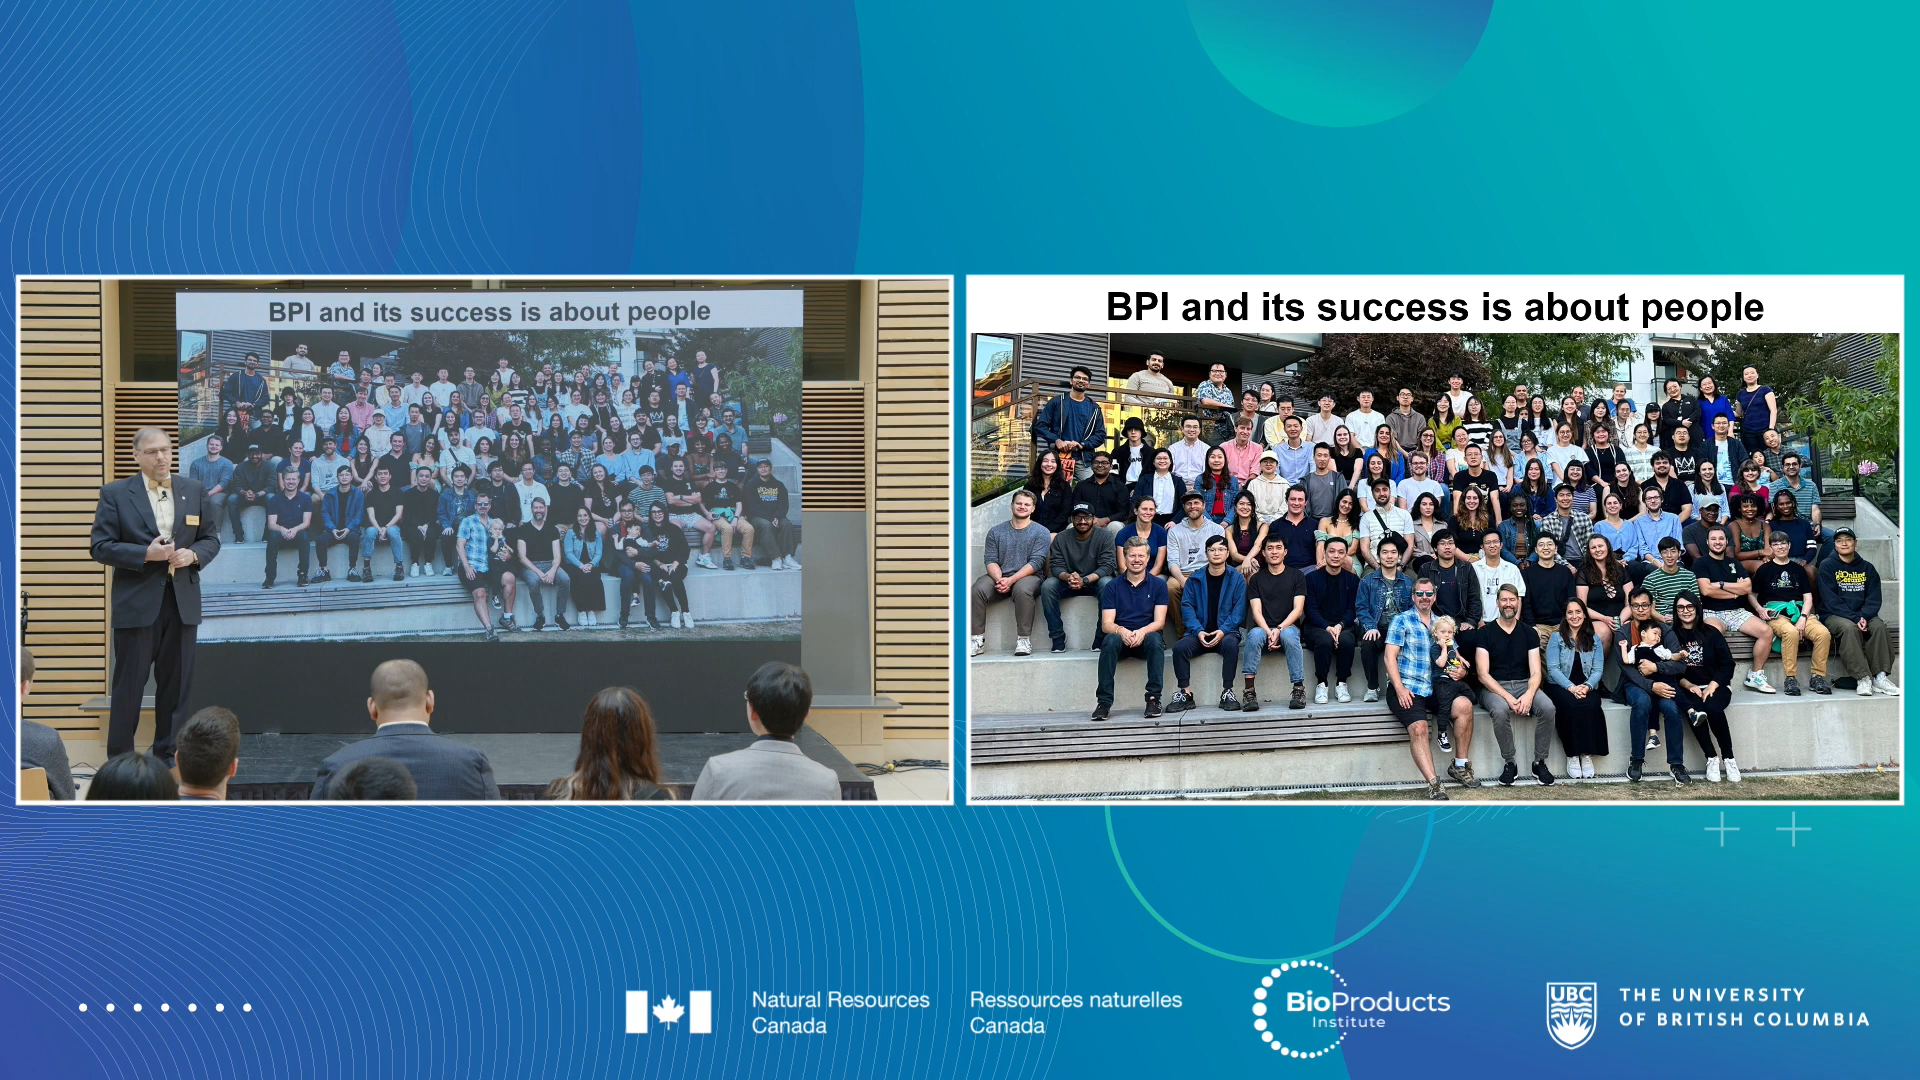 BPI and its success is about people
BPI and its success is about people
Natural Resources
Canada
Ressources naturelles
Canada
BioProducts
Institute
UBC
THE UNIVERSITY
OF BRITISH COLUMBIA